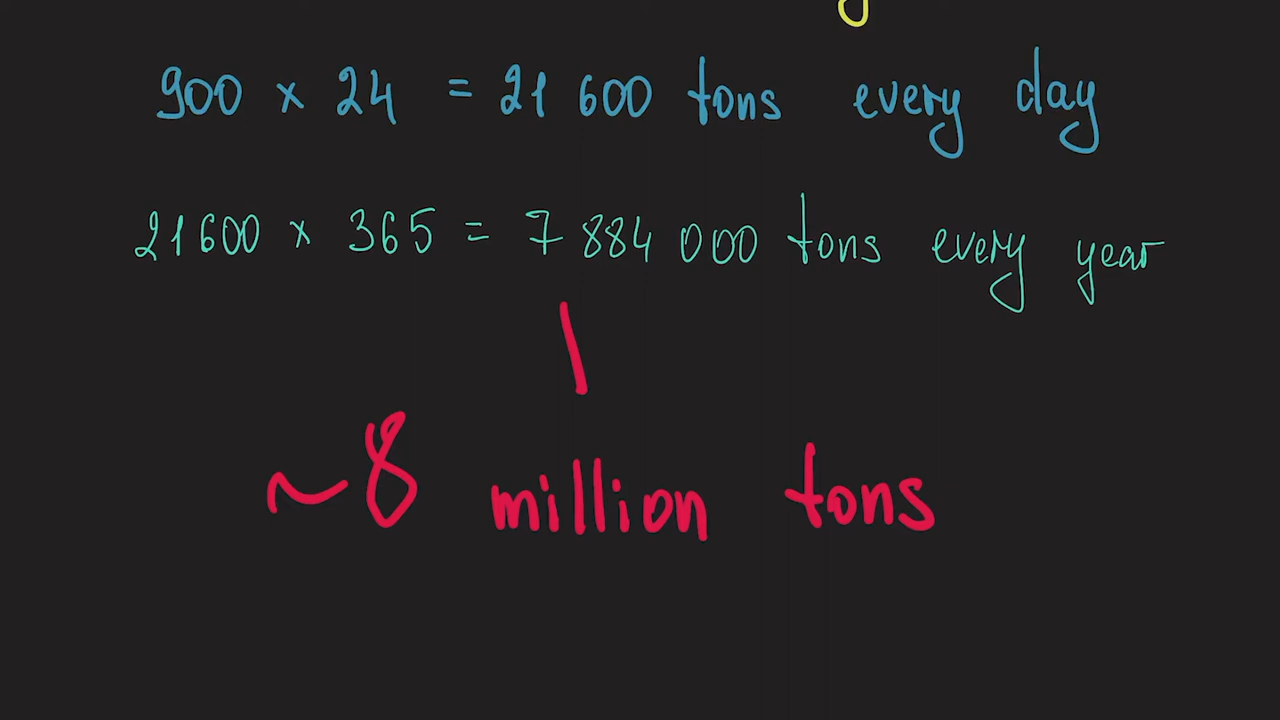 900 x 24 = 21 600 tons every day
21600 x 365 = 7 884 000 tons every year
~8 million tons